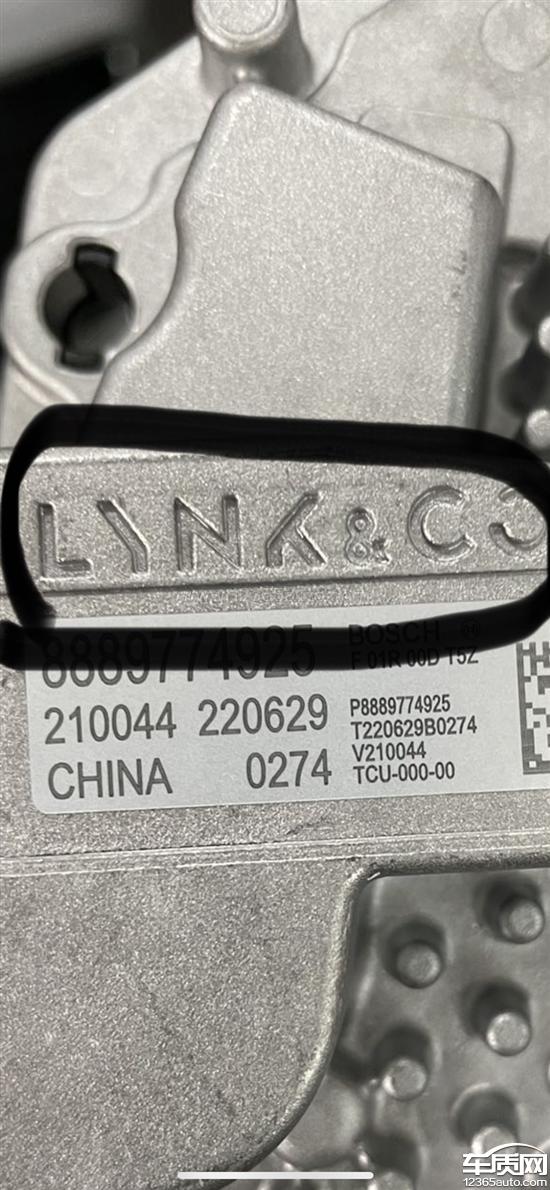 LYNK & CO
8889774925
210044 220629
CHINA 0274
BOSCH
F 01R 00D T5Z
P8889774925
T220629B0274
V210044
TCU-000-00
车质网
12365auto.com